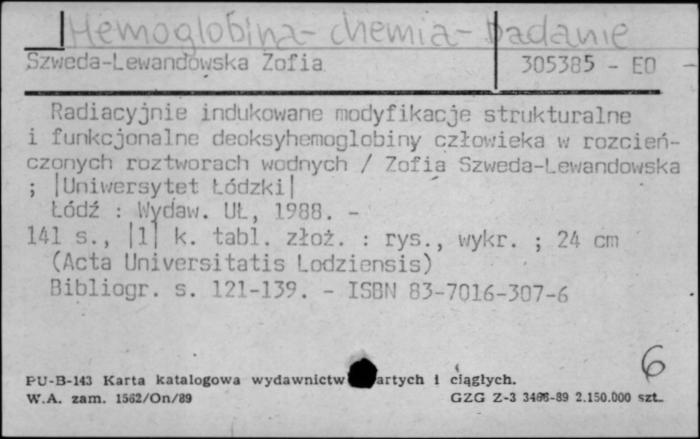 Hemoglobina - chemia - badanie
Szweda-Lewandowska Zofia 305385 - EO
Radiacyjnie indukowane modyfikacje strukturalne
i funkcjonalne deoksyhemoglobiny człowieka w rozcień-
czonych roztworach wodnych / Zofia Szweda-Lewandowska
; |Uniwersytet Łódzki|
Łódź : Wydaw. UŁ, 1988. -
141 s., |1| k. tabl. złoż. : rys., wykr. ; 24 cm
(Acta Universitatis Lodziensis)
Bibliogr. s. 121-139. - ISBN 83-7016-307-6
6
PU-B-143 Karta katalogowa wydawnictw artych i ciągłych.
W.A. zam. 1562/On/89 GZG Z-3 -89 2.150.000 szt.